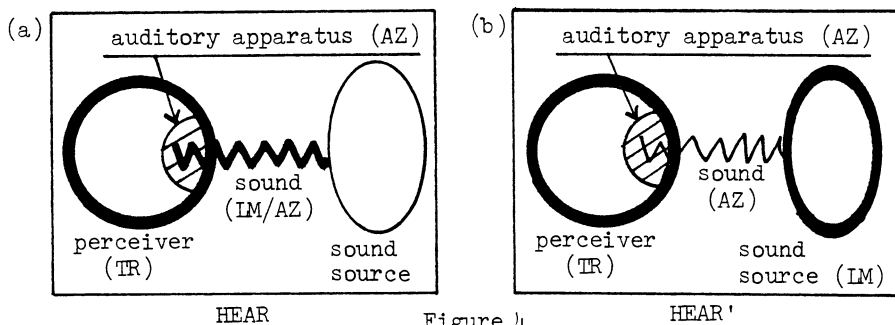 (a)
auditory apparatus (AZ)
sound
(LM/AZ)
perceiver
(TR)
sound
source
HEAR
(b)
auditory apparatus (AZ)
sound
(AZ)
perceiver
(TR)
sound
source (LM)
HEAR'
Figure 4